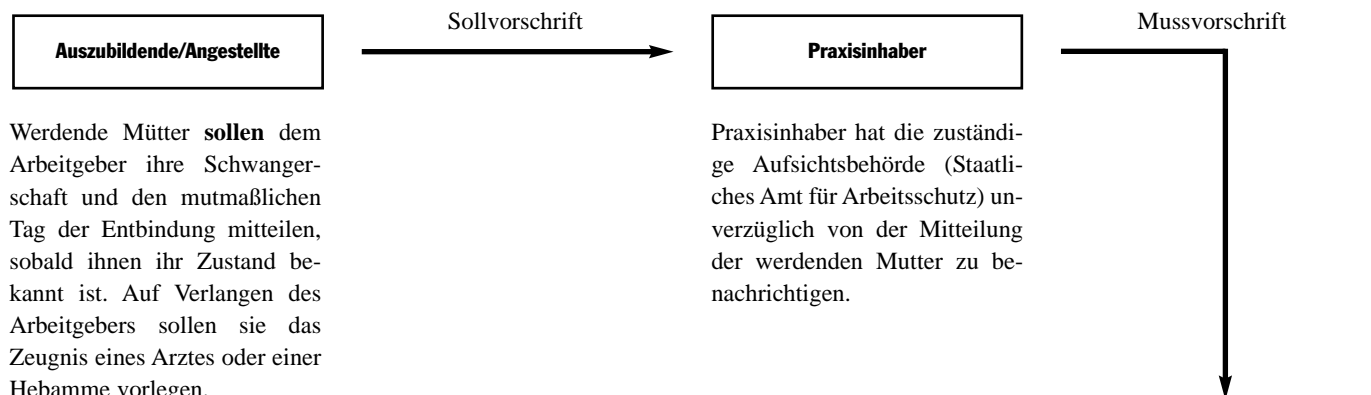 Auszubildende/Angestellte
Sollvorschrift
Praxisinhaber
Mussvorschrift
Werdende Mütter sollen dem
Arbeitgeber ihre Schwanger-
schaft und den mutmaßlichen
Tag der Entbindung mitteilen,
sobald ihnen ihr Zustand be-
kannt ist. Auf Verlangen des
Arbeitgebers sollen sie das
Zeugnis eines Arztes oder einer
Hebamme vorlegen.
Praxisinhaber hat die zuständi-
ge Aufsichtsbehörde (Staatli-
ches Amt für Arbeitsschutz) un-
verzüglich von der Mitteilung
der werdenden Mutter zu be-
nachrichtigen.